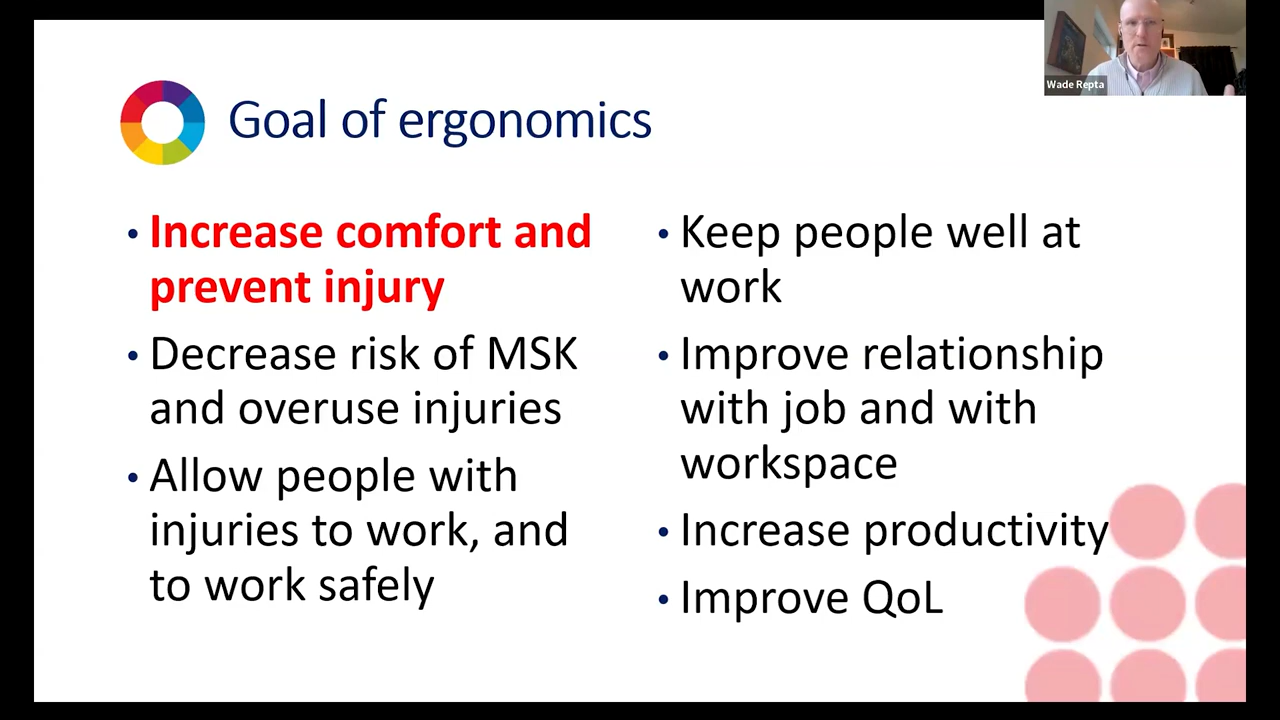 Wade Repta
Goal of ergonomics
• Increase comfort and
prevent injury
• Decrease risk of MSK
and overuse injuries
• Allow people with
injuries to work, and
to work safely
• Keep people well at
work
• Improve relationship
with job and with
workspace
• Increase productivity
• Improve QoL